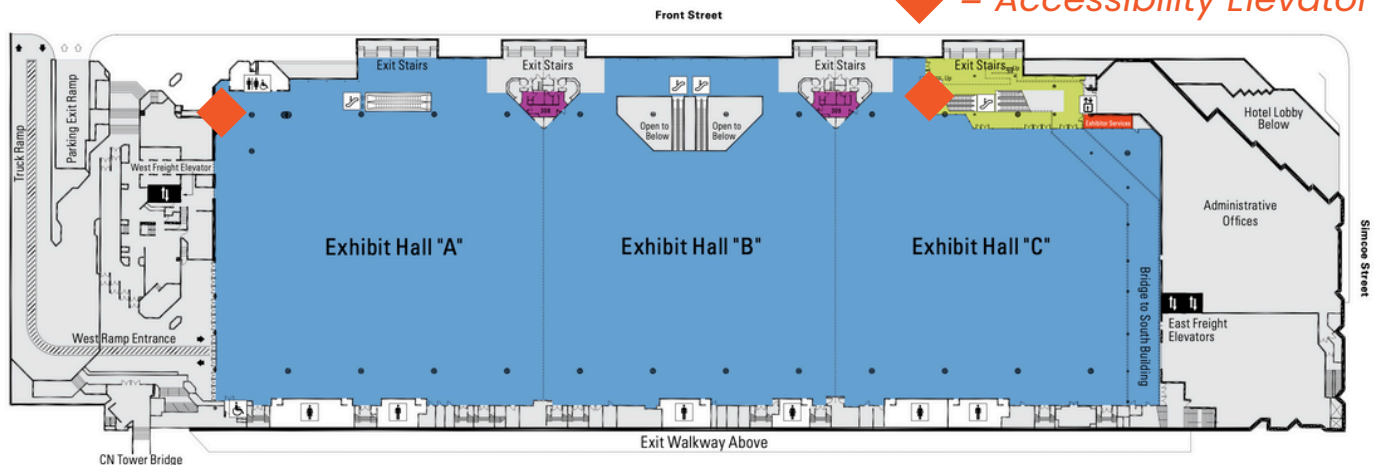 Front Street
= Accessibility Elevator
Exit Stairs
Exit Stairs
Exit Stairs
Exit Stairs
Up
Up
Truck Ramp
Parking Exit Ramp
Open to
Below
Open to
Below
Exhibitor Services
Hotel Lobby
Below
West Freight Elevator
Administrative
Offices
Simcoe Street
Exhibit Hall "A"
Exhibit Hall "B"
Exhibit Hall "C"
Bridge to South Building
West Ramp Entrance
East Freight
Elevators
Exit Walkway Above
CN Tower Bridge